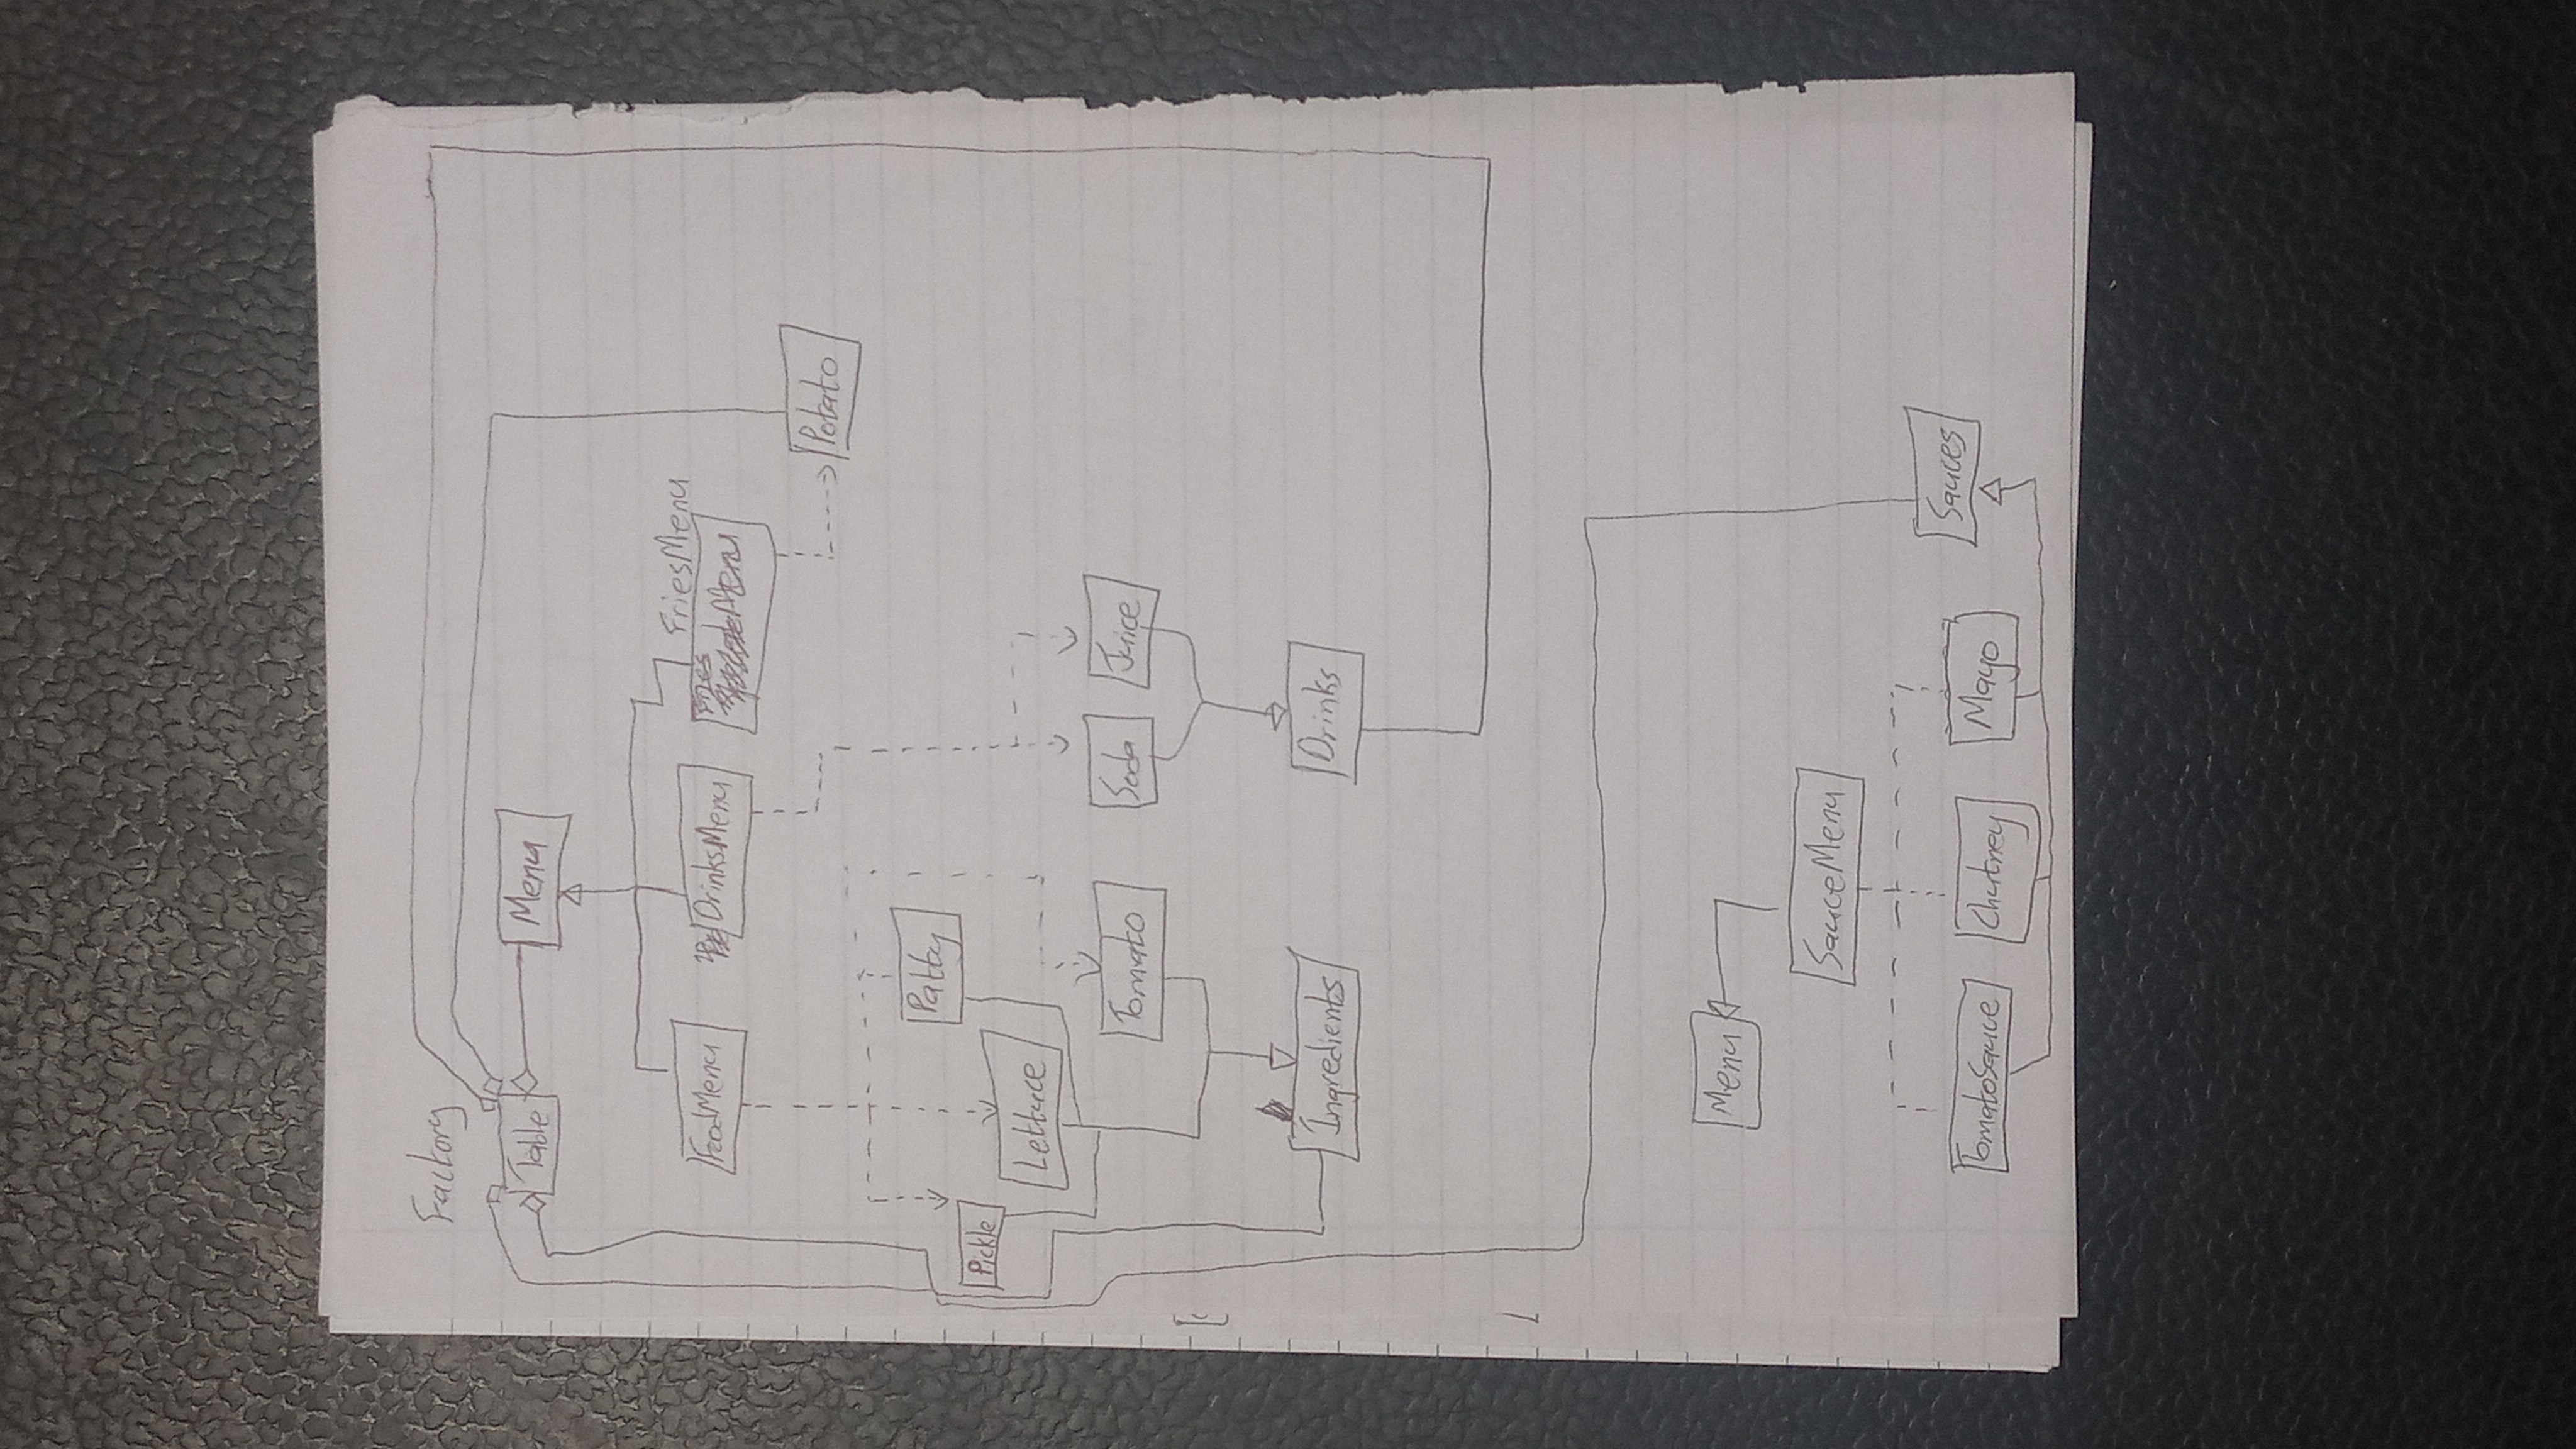 Factory
Table
Menu
FoodMenu
DrinksMenu
FriesMenu
Fries
Potato
Pickle
Patty
Lettuce
Tomato
Soda
Juice
Ingredients
Drinks
Menu
SauceMenu
TomatoSauce
Chutney
Mayo
Sauces